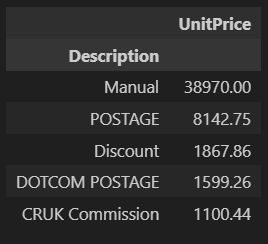 UnitPrice
Description
Manual 38970.00
POSTAGE 8142.75
Discount 1867.86
DOTCOM POSTAGE 1599.26
CRUK Commission 1100.44